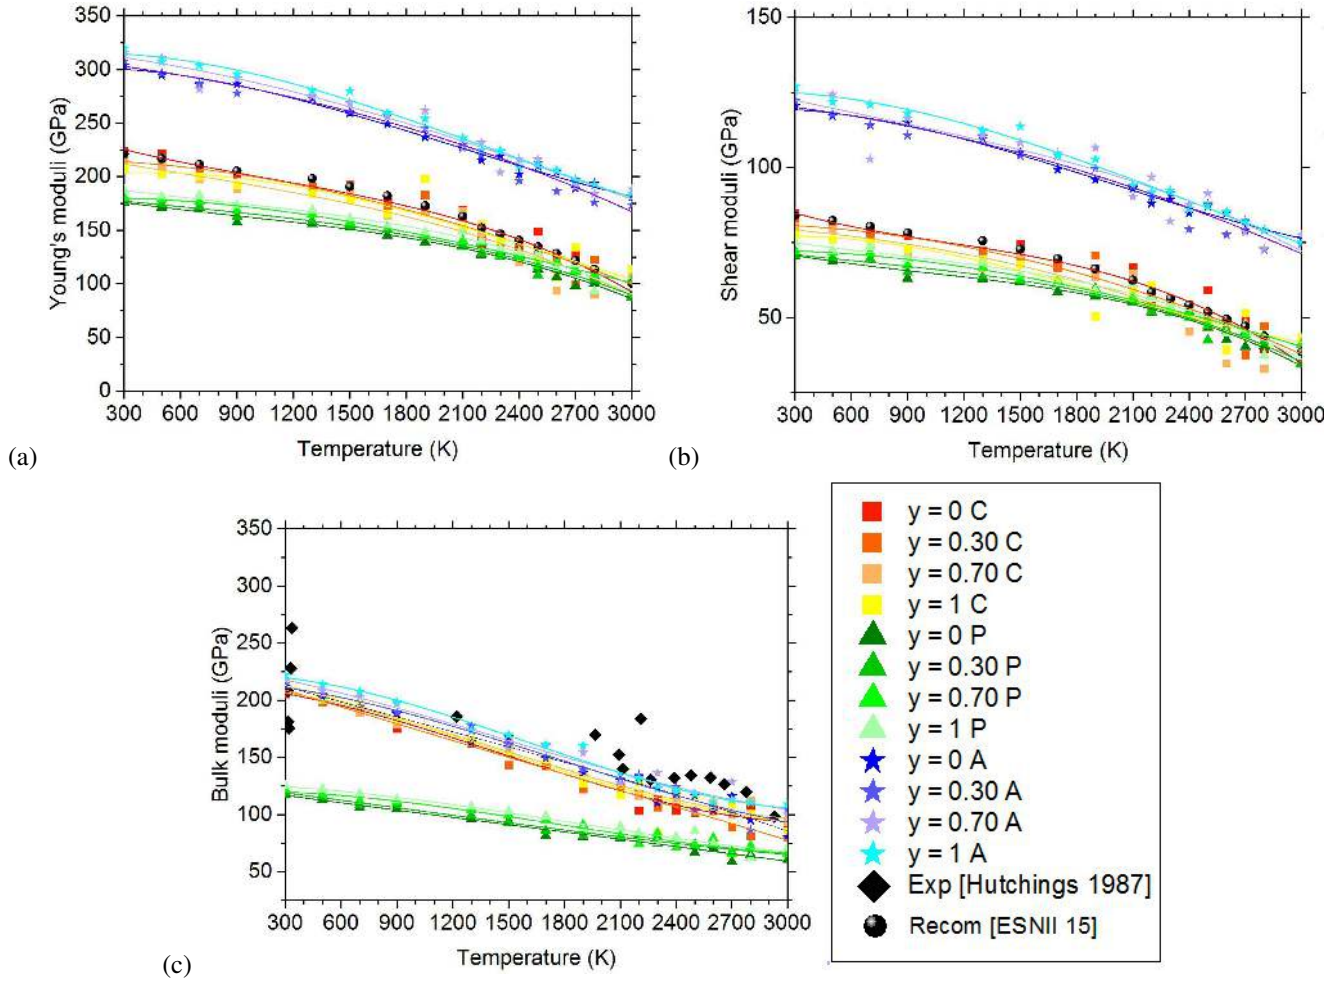 350
300
250
200
150
100
50
0
Young's moduli (GPa)
300 600 900 1200 1500 1800 2100 2400 2700 3000
Temperature (K)
(a)
150
100
50
Shear moduli (GPa)
300 600 900 1200 1500 1800 2100 2400 2700 3000
Temperature (K)
(b)
350
300
250
200
150
100
50
Bulk moduli (GPa)
300 600 900 1200 1500 1800 2100 2400 2700 3000
Temperature (K)
(c)
y = 0 C
y = 0.30 C
y = 0.70 C
y = 1 C
y = 0 P
y = 0.30 P
y = 0.70 P
y = 1 P
y = 0 A
y = 0.30 A
y = 0.70 A
y = 1 A
Exp [Hutchings 1987]
Recom [ESNII 15]